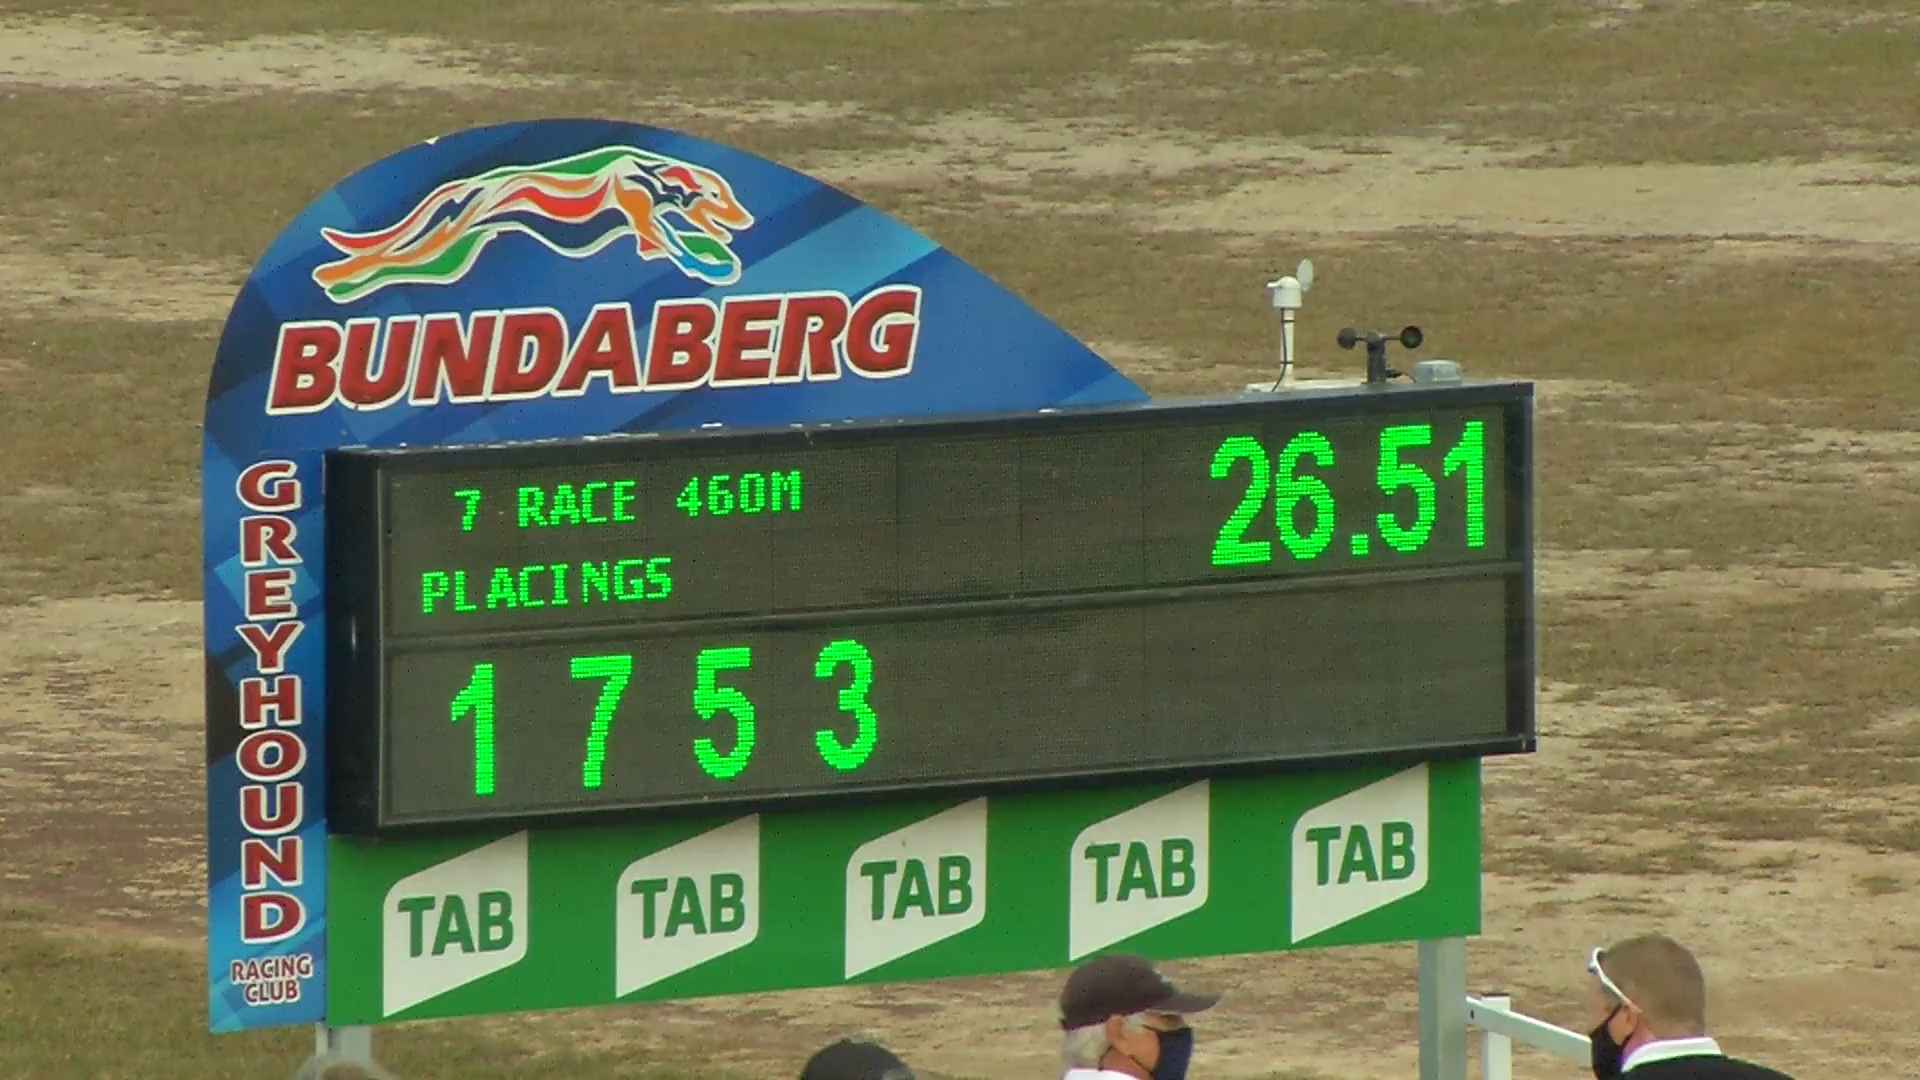 BUNDABERG
GREYHOUND
RACING
CLUB
7 RACE 460M
26.51
PLACINGS
1 7 5 3
TAB TAB TAB TAB TAB